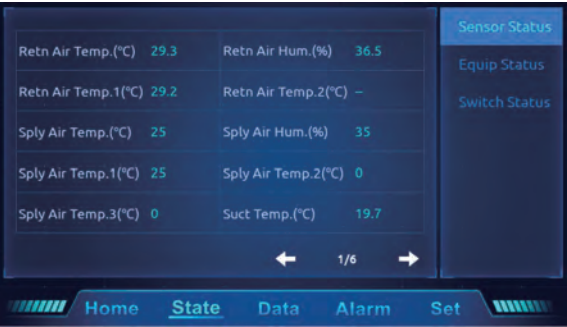 Sensor Status
Retn Air Temp.(℃) 29.3 Retn Air Hum.(%) 36.5
Equip Status
Retn Air Temp.1(℃) 29.2 Retn Air Temp.2(℃) –
Switch Status
Sply Air Temp.(℃) 25 Sply Air Hum.(%) 35
Sply Air Temp.1(℃) 25 Sply Air Temp.2(℃) 0
Sply Air Temp.3(℃) 0 Suct Temp.(℃) 19.7
1/6
Home State Data Alarm Set